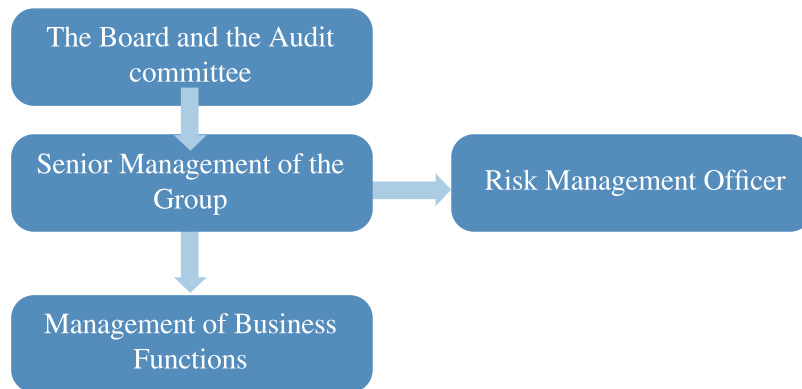 The Board and the Audit
committee
Senior Management of the
Group
Risk Management Officer
Management of Business
Functions